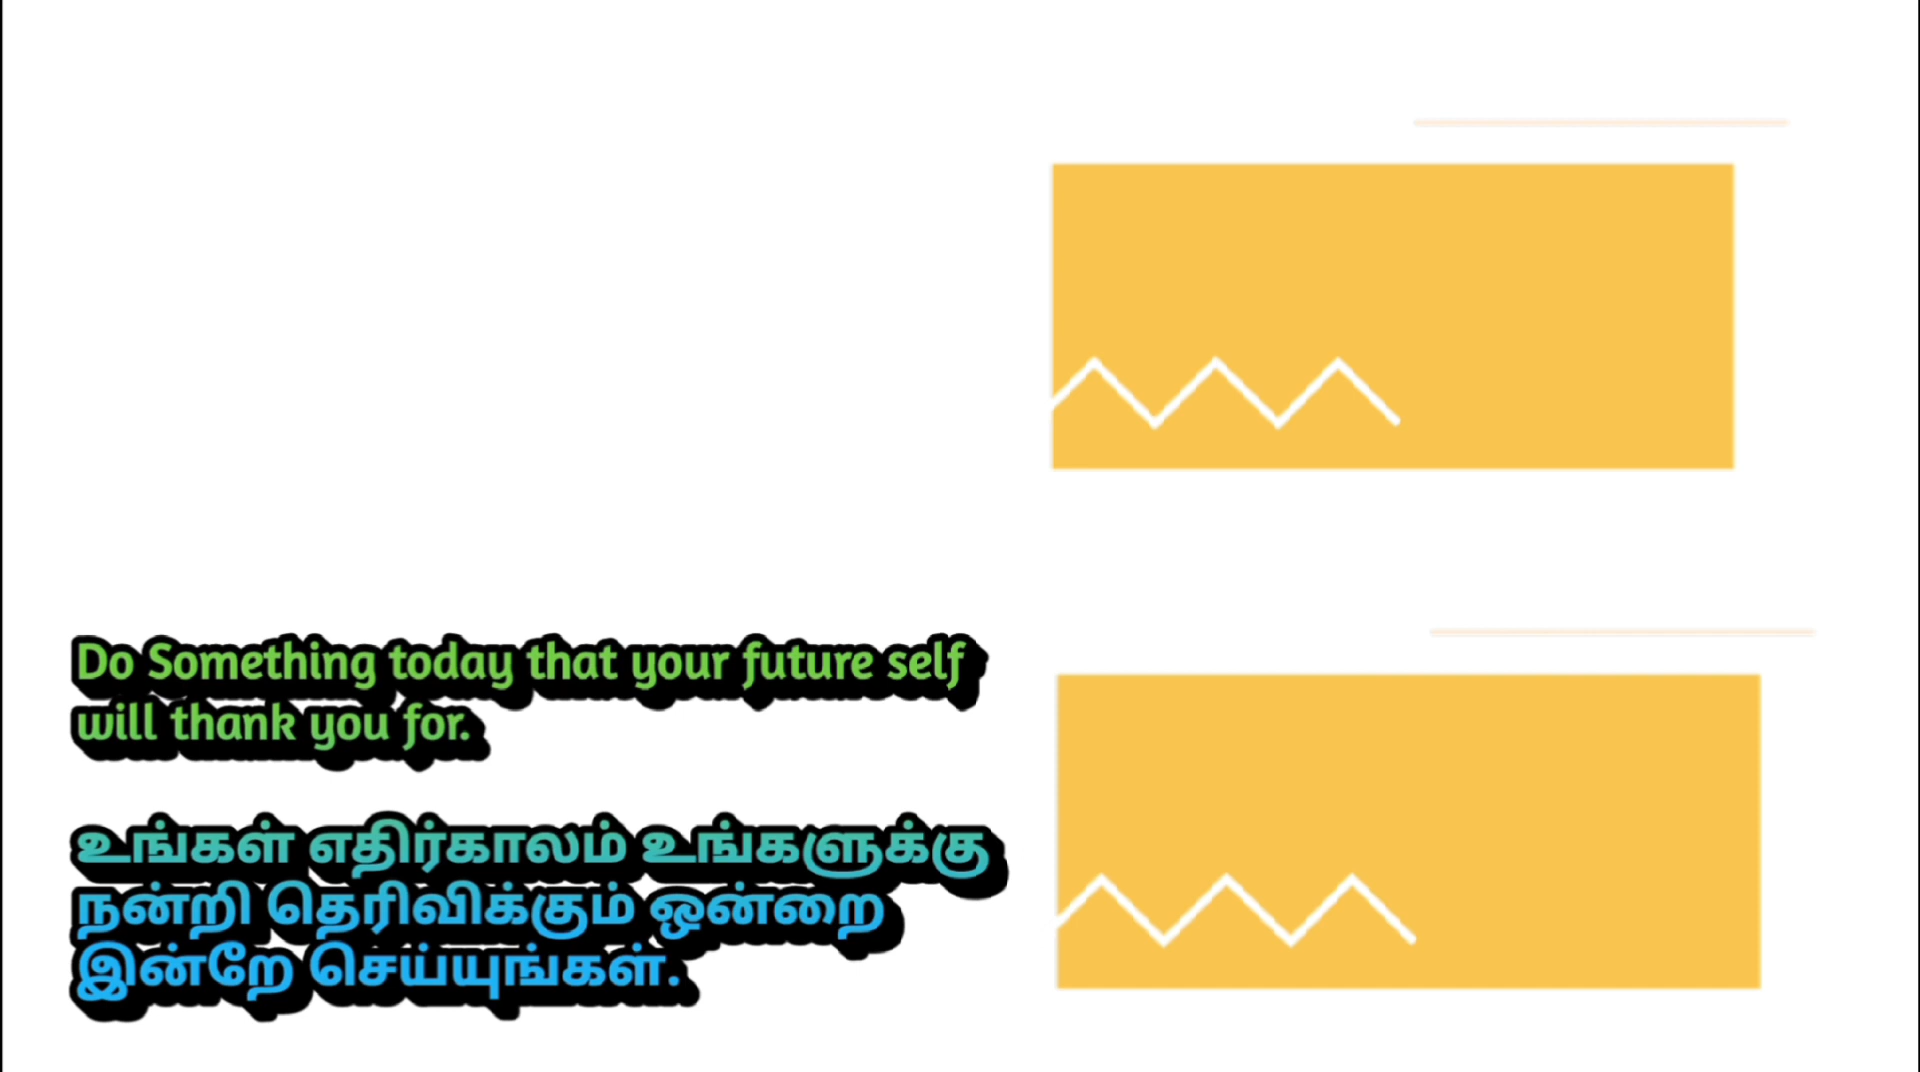 Do Something today that your future self
will thank you for.
உங்கள் எதிர்காலம் உங்களுக்கு
நன்றி தெரிவிக்கும் ஒன்றை
இன்றே செய்யுங்கள்.